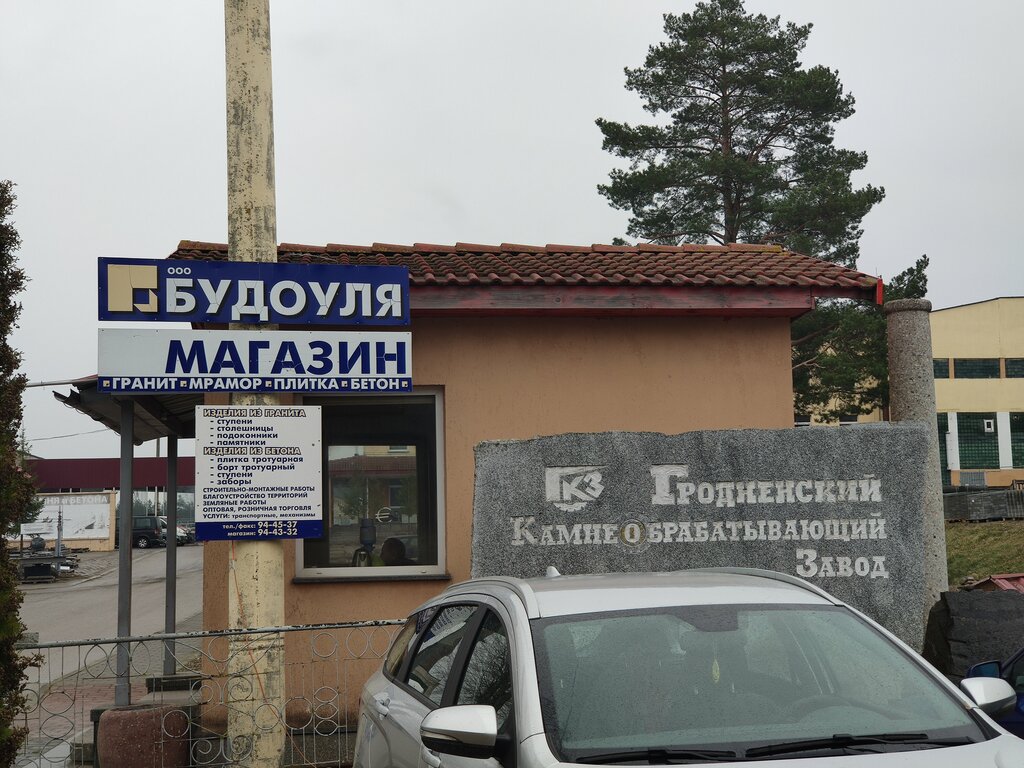 ООО
БУДОУЛЯ
МАГАЗИН
ГРАНИТ ▪ МРАМОР ▪ ПЛИТКА ▪ БЕТОН
ИЗДЕЛИЯ ИЗ ГРАНИТА
- ступени
- столешницы
- подоконники
- памятники
ИЗДЕЛИЯ ИЗ БЕТОНА
- плитка тротуарная
- борт тротуарный
- ступени
- заборы
СТРОИТЕЛЬНО-МОНТАЖНЫЕ РАБОТЫ
БЛАГОУСТРОЙСТВО ТЕРРИТОРИЙ
ЗЕМЛЯНЫЕ РАБОТЫ
ОПТОВАЯ, РОЗНИЧНАЯ ТОРГОВЛЯ
УСЛУГИ: транспортные, механизмы
тел./факс: 94-45-37
магазин: 94-43-32
ГКЗ
ГРОДНЕНСКИЙ
КАМНЕОБРАБАТЫВАЮЩИЙ
ЗАВОД
€